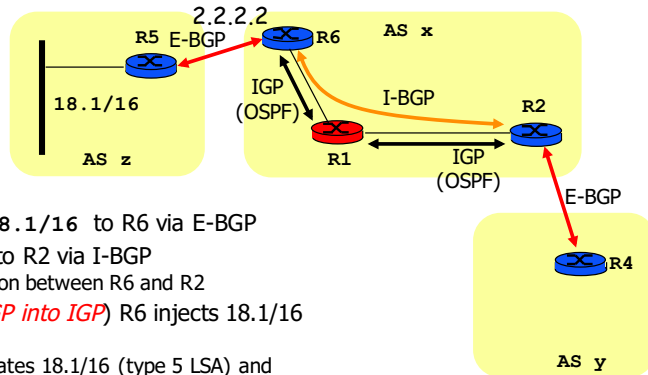 2.2.2.2
R5
E-BGP
R6
AS x
IGP
(OSPF)
I-BGP
R2
18.1/16
AS z
R1
IGP
(OSPF)
E-BGP
8.1/16 to R6 via E-BGP
to R2 via I-BGP
on between R6 and R2
GP into IGP) R6 injects 18.1/16
R4
ates 18.1/16 (type 5 LSA) and
AS y